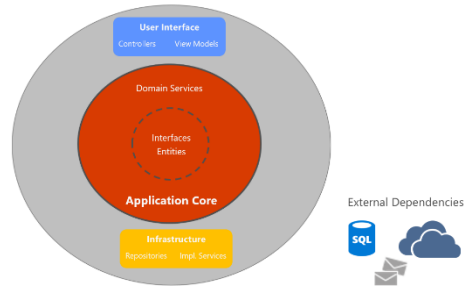 User Interface
Controllers View Models
Domain Services
Interfaces
Entities
Application Core
Infrastructure
Repositories Impl. Services
External Dependencies
SQL